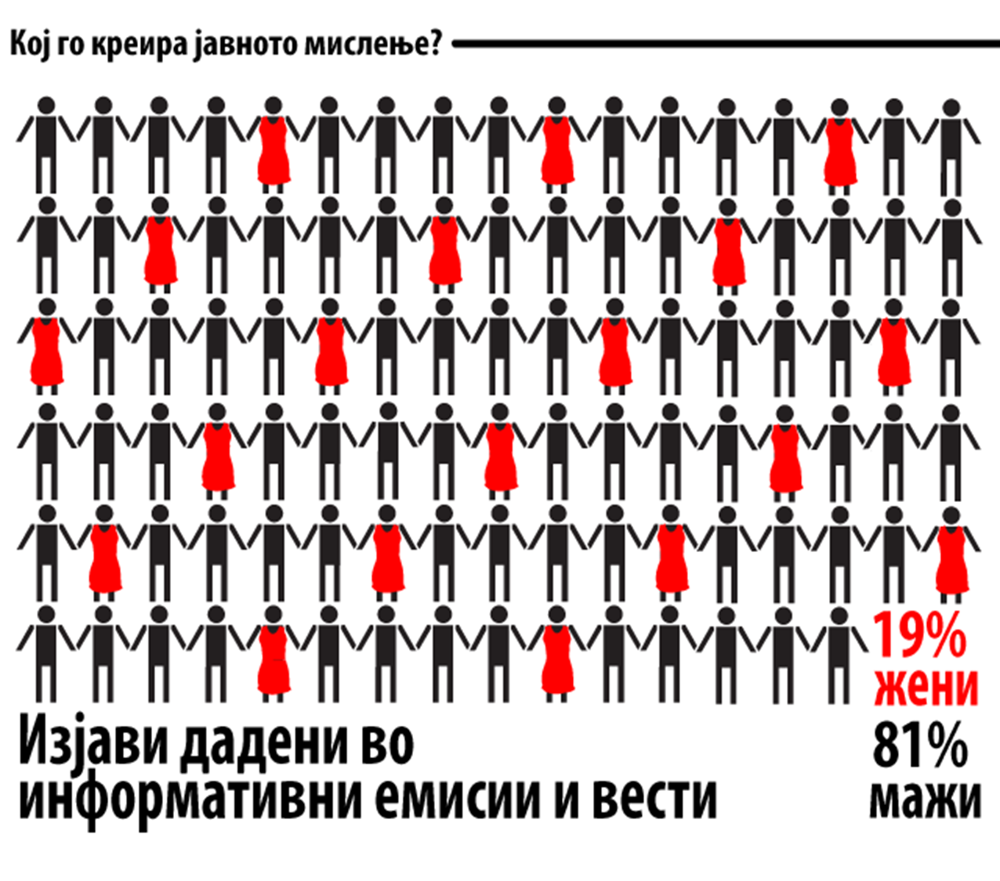 Кој го креира јавното мислење?
19%
жени
81%
мажи
Изјави дадени во
информативни емисии и вести